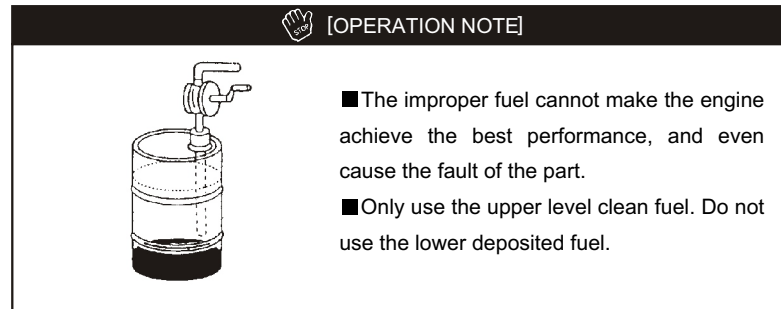 STOP
[OPERATION NOTE]
■The improper fuel cannot make the engine
achieve the best performance, and even
cause the fault of the part.
■Only use the upper level clean fuel. Do not
use the lower deposited fuel.